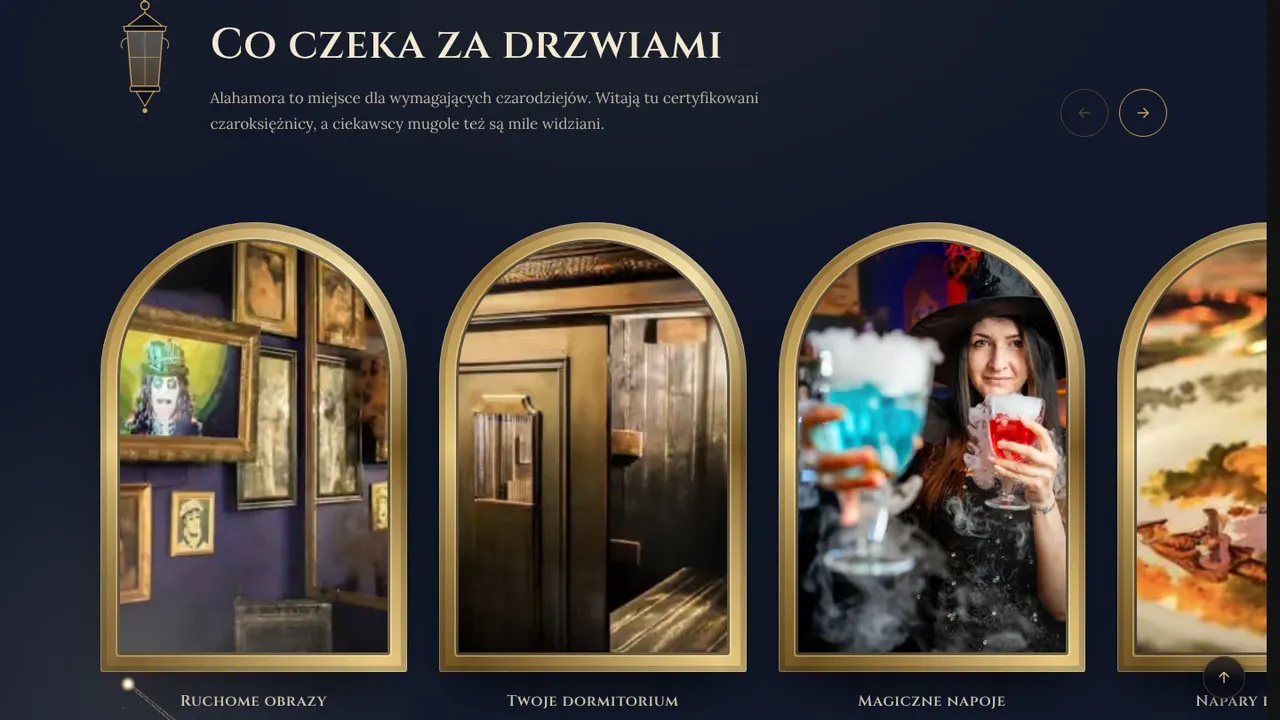 Co czeka za drzwiami
Alahamora to miejsce dla wymagających czarodziejów. Witają tu certyfikowani
czaroksiężnicy, a ciekawscy mugole też są mile widziani.
Ruchome obrazy
Twoje dormitorium
Magiczne napoje
Napary